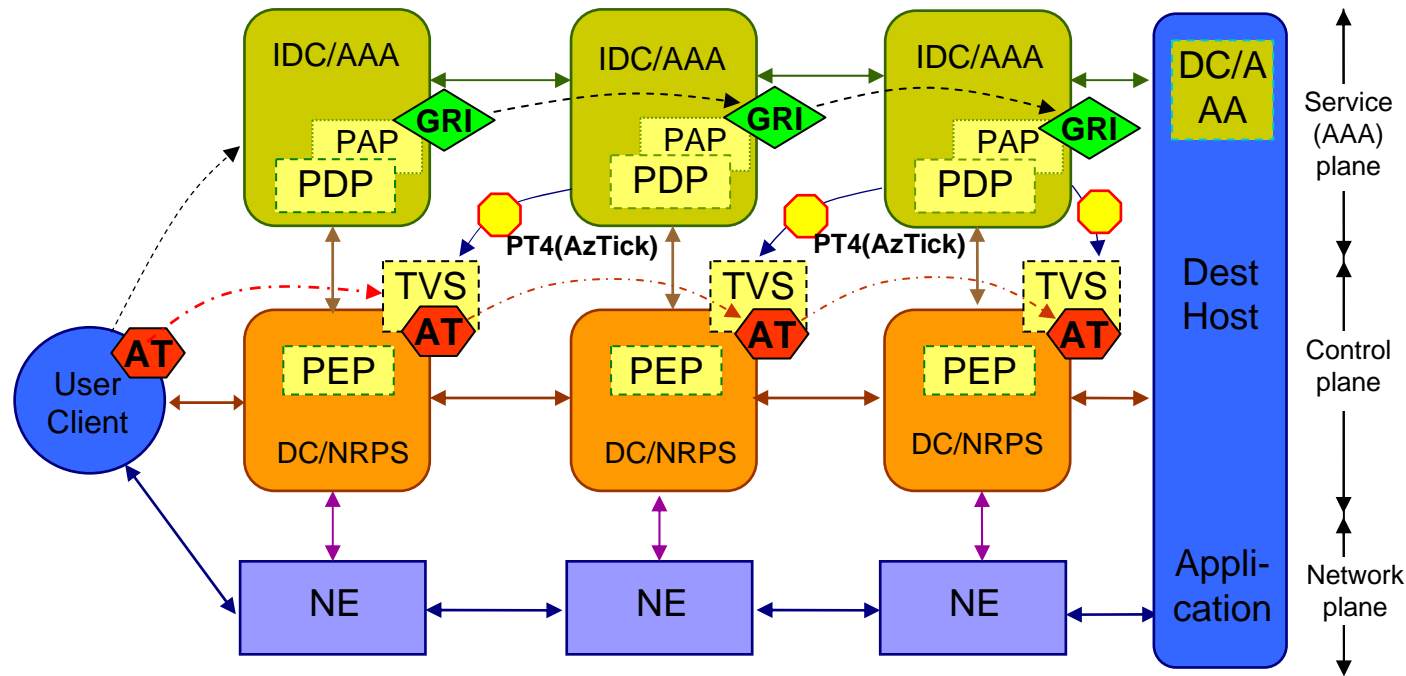 IDC/AAA
IDC/AAA
IDC/AAA
DC/A
AA
GRI
GRI
GRI
Service
(AAA)
plane
PAP
PAP
PAP
PDP
PDP
PDP
PT4(AzTick)
PT4(AzTick)
TVS
TVS
TVS
Dest
Host
AT
AT
AT
AT
Control
plane
User
Client
PEP
PEP
PEP
DC/NRPS
DC/NRPS
DC/NRPS
NE
NE
NE
Appli-
cation
Network
plane